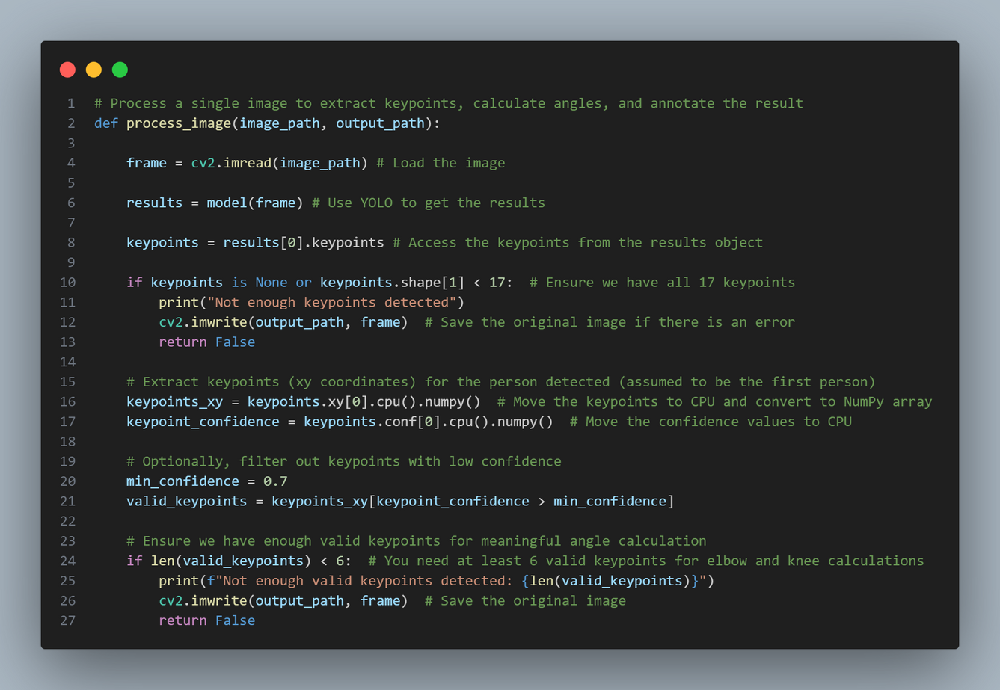 1 # Process a single image to extract keypoints, calculate angles, and annotate the result
2 def process_image(image_path, output_path):
3
4     frame = cv2.imread(image_path) # Load the image
5
6     results = model(frame) # Use YOLO to get the results
7
8     keypoints = results[0].keypoints # Access the keypoints from the results object
9
10     if keypoints is None or keypoints.shape[1] < 17:  # Ensure we have all 17 keypoints
11         print("Not enough keypoints detected")
12         cv2.imwrite(output_path, frame)  # Save the original image if there is an error
13         return False
14
15     # Extract keypoints (xy coordinates) for the person detected (assumed to be the first person)
16     keypoints_xy = keypoints.xy[0].cpu().numpy()  # Move the keypoints to CPU and convert to NumPy array
17     keypoint_confidence = keypoints.conf[0].cpu().numpy()  # Move the confidence values to CPU
18
19     # Optionally, filter out keypoints with low confidence
20     min_confidence = 0.7
21     valid_keypoints = keypoints_xy[keypoint_confidence > min_confidence]
22
23     # Ensure we have enough valid keypoints for meaningful angle calculation
24     if len(valid_keypoints) < 6:  # You need at least 6 valid keypoints for elbow and knee calculations
25         print(f"Not enough valid keypoints detected: {len(valid_keypoints)}")
26         cv2.imwrite(output_path, frame)  # Save the original image
27         return False